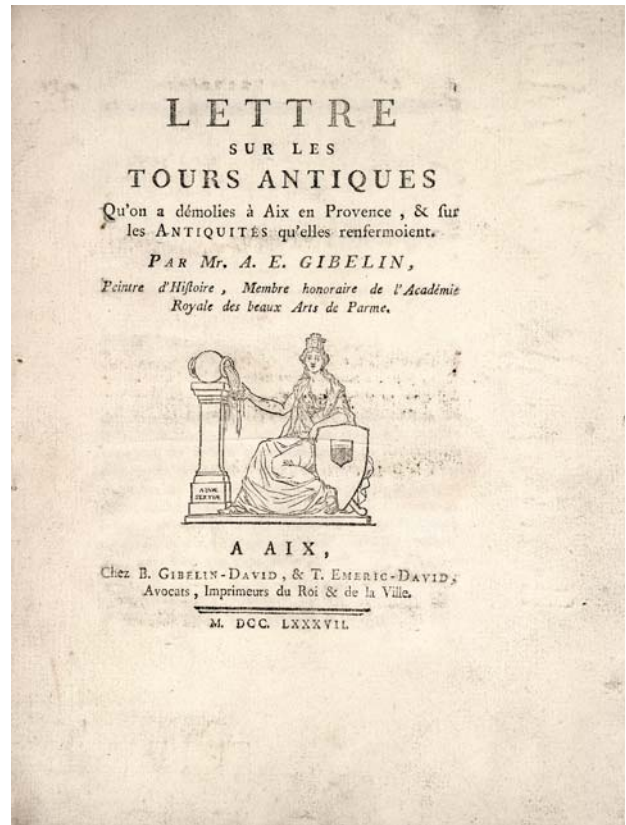 LETTRE
SUR LES
TOURS ANTIQUES
Qu'on a démolies à Aix en Provence, & ſur
les ANTIQUITÉS qu'elles renfermoient.
PAR Mr. A. E. GIBELIN,
Peintre d'Hiſtoire, Membre honoraire de l'Académie
Royale des beaux Arts de Parme.
AQUÆ
SEXTIÆ
A AIX,
Chez B. GIBELIN-DAVID, & T. EMERIC-DAVID,
Avocats, Imprimeurs du Roi & de la Ville.
M. DCC. LXXXVII.